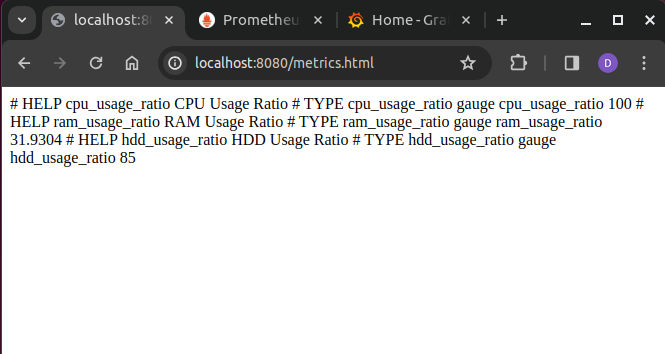 localhost:8
Prometheu
Home - Gra
localhost:8080/metrics.html
D
# HELP cpu_usage_ratio CPU Usage Ratio # TYPE cpu_usage_ratio gauge cpu_usage_ratio 100 #
HELP ram_usage_ratio RAM Usage Ratio # TYPE ram_usage_ratio gauge ram_usage_ratio
31.9304 # HELP hdd_usage_ratio HDD Usage Ratio # TYPE hdd_usage_ratio gauge
hdd_usage_ratio 85